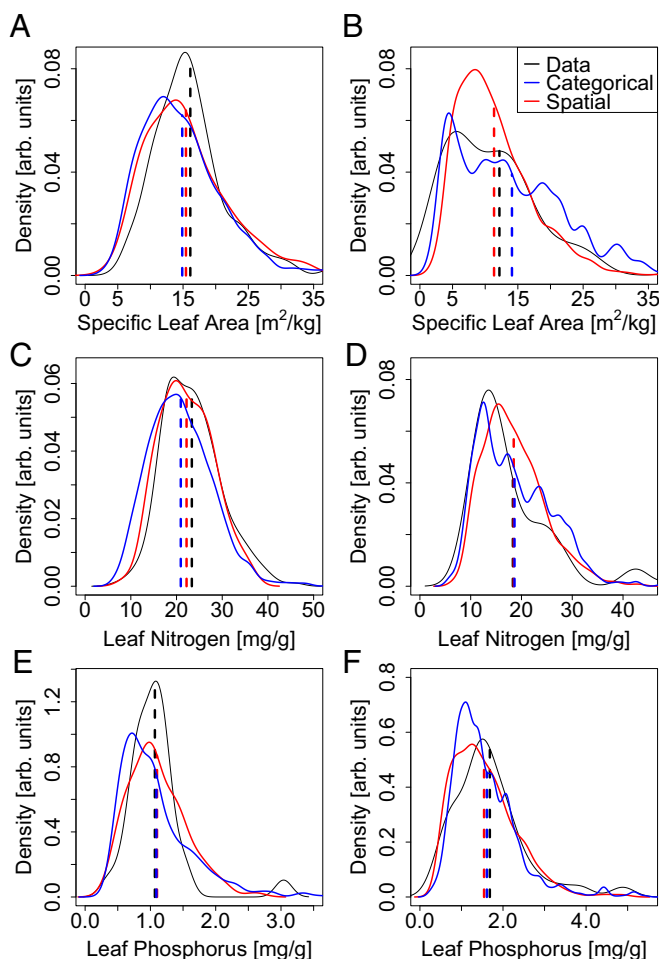 A
Density [arb. units]
0.00 0.04 0.08
0 5 15 25 35
Specific Leaf Area [m²/kg]
B
Data
Categorical
Spatial
Density [arb. units]
0.00 0.04 0.08
0 5 15 25 35
Specific Leaf Area [m²/kg]
C
Density [arb. units]
0.00 0.02 0.04 0.06
0 10 20 30 40 50
Leaf Nitrogen [mg/g]
D
Density [arb. units]
0.00 0.04 0.08
0 10 20 30 40
Leaf Nitrogen [mg/g]
E
Density [arb. units]
0.0 0.4 0.8 1.2
0.0 1.0 2.0 3.0
Leaf Phosphorus [mg/g]
F
Density [arb. units]
0.0 0.2 0.4 0.6 0.8
0.0 2.0 4.0
Leaf Phosphorus [mg/g]